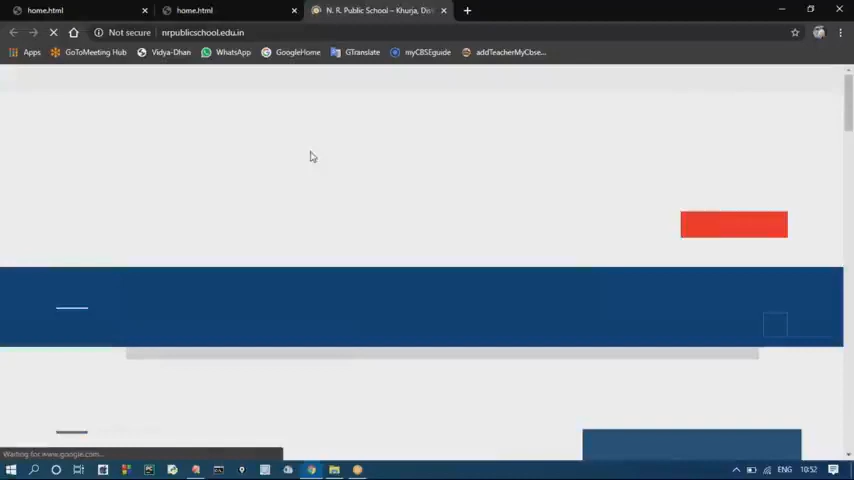 home.html
home.html
N. R. Public School – Khurja, Div
Not secure
nrpublicschool.edu.in
Apps
GoToMeeting Hub
Vidya-Dhan
WhatsApp
GoogleHome
GTranslate
myCBSEguide
addTeacherMyCbse...
Waiting for www.google.com...
ENG
10:52